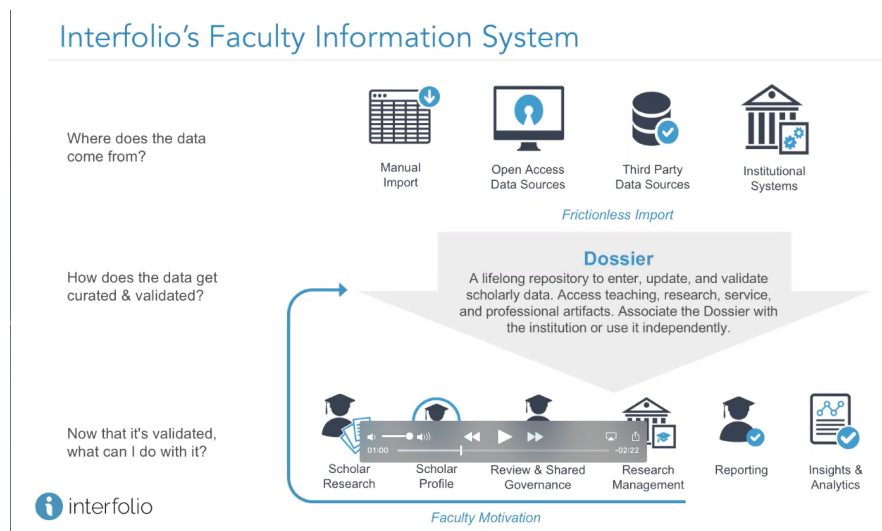 Interfolio's Faculty Information System
Where does the data
come from?
Manual
Import
Open Access
Data Sources
Third Party
Data Sources
Institutional
Systems
Frictionless Import
How does the data get
curated & validated?
Dossier
A lifelong repository to enter, update, and validate
scholarly data. Access teaching, research, service,
and professional artifacts. Associate the Dossier with
the institution or use it independently.
Now that it's validated,
what can I do with it?
01:00
-02:22
Scholar
Research
Scholar
Profile
Review & Shared
Governance
Research
Management
Reporting
Insights &
Analytics
interfolio
Faculty Motivation